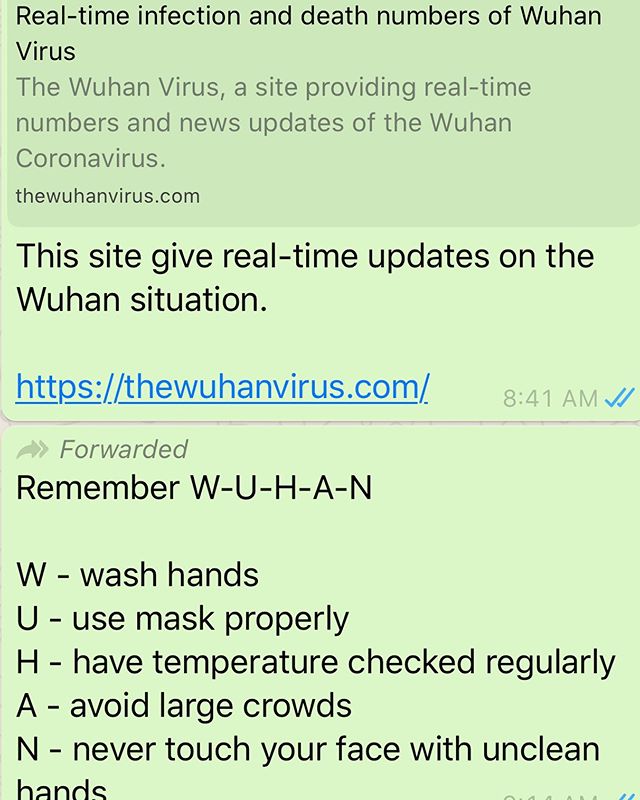 Real-time infection and death numbers of Wuhan
Virus
The Wuhan Virus, a site providing real-time
numbers and news updates of the Wuhan
Coronavirus.
thewuhanvirus.com
This site give real-time updates on the
Wuhan situation.
https://thewuhanvirus.com/
8:41 AM
Forwarded
Remember W-U-H-A-N
W - wash hands
U - use mask properly
H - have temperature checked regularly
A - avoid large crowds
N - never touch your face with unclean
hands